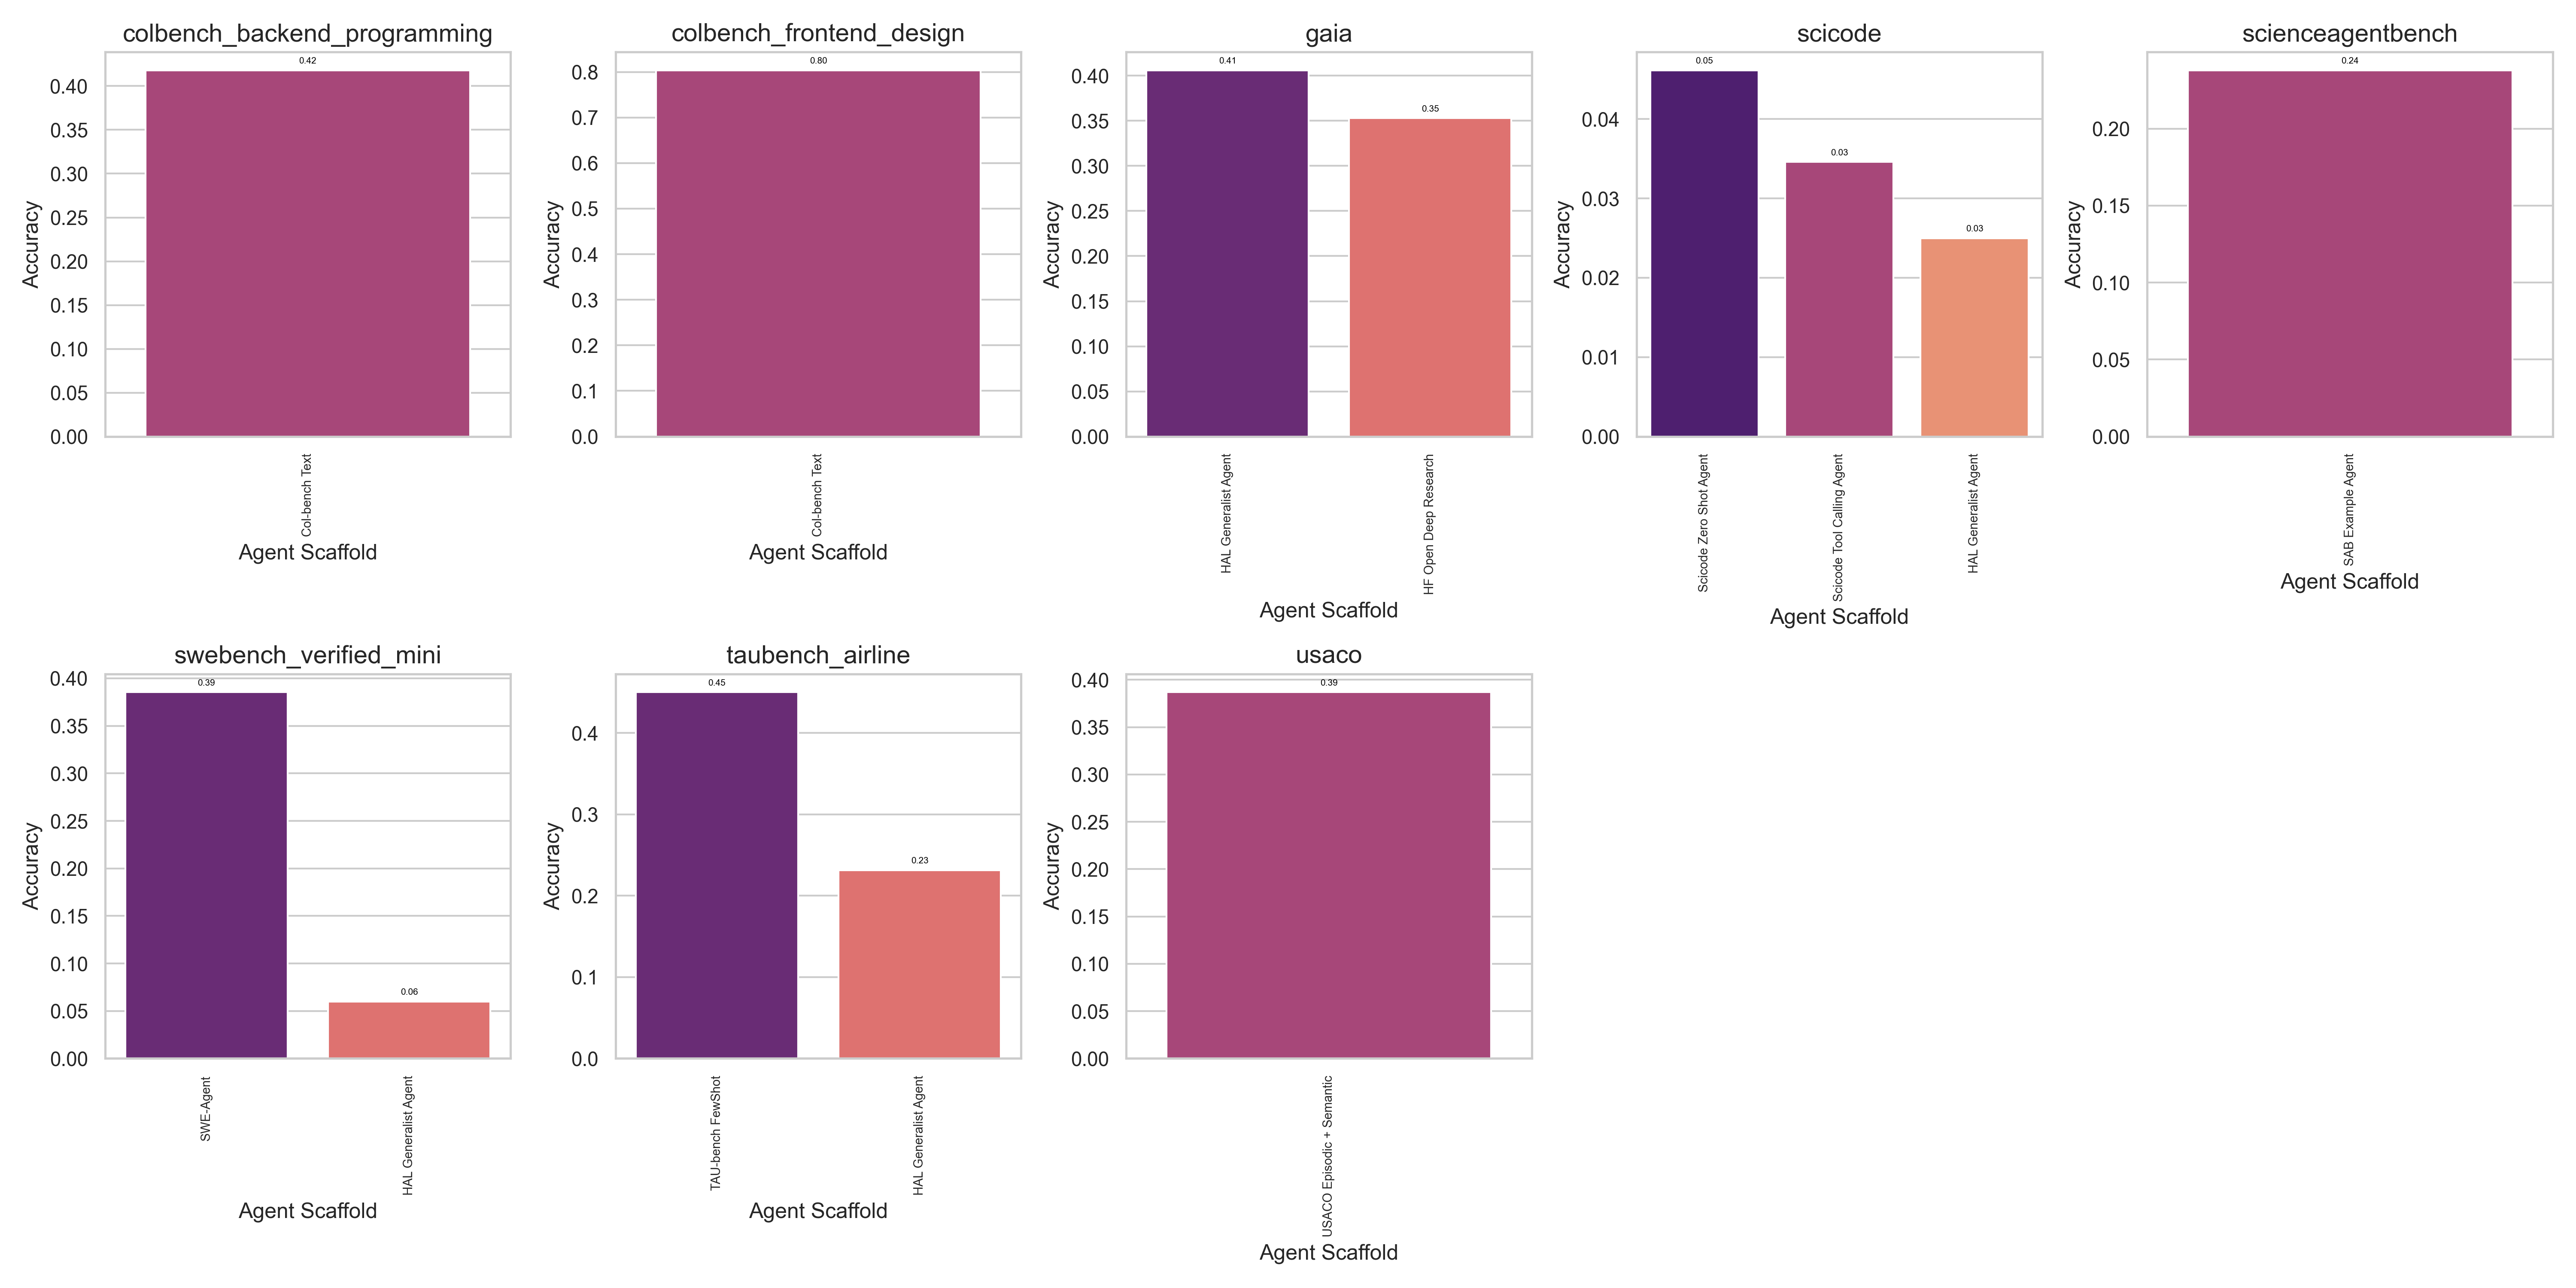 colbench_backend_programming
0.42
0.40
0.35
0.30
0.25
0.20
0.15
0.10
0.05
0.00
Accuracy
Col-bench Text
Agent Scaffold
colbench_frontend_design
0.80
0.8
0.7
0.6
0.5
0.4
0.3
0.2
0.1
0.0
Accuracy
Col-bench Text
Agent Scaffold
gaia
0.41
0.35
0.40
0.35
0.30
0.25
0.20
0.15
0.10
0.05
0.00
Accuracy
HAL Generalist Agent
HF Open Deep Research
Agent Scaffold
scicode
0.05
0.03
0.03
0.04
0.03
0.02
0.01
0.00
Accuracy
Scicode Zero Shot Agent
Scicode Tool Calling Agent
HAL Generalist Agent
Agent Scaffold
scienceagentbench
0.24
0.20
0.15
0.10
0.05
0.00
Accuracy
SAB Example Agent
Agent Scaffold
swebench_verified_mini
0.39
0.06
0.40
0.35
0.30
0.25
0.20
0.15
0.10
0.05
0.00
Accuracy
SWE-Agent
HAL Generalist Agent
Agent Scaffold
taubench_airline
0.45
0.23
0.4
0.3
0.2
0.1
0.0
Accuracy
TAU-bench FewShot
HAL Generalist Agent
Agent Scaffold
usaco
0.39
0.40
0.35
0.30
0.25
0.20
0.15
0.10
0.05
0.00
Accuracy
USACO Episodic + Semantic
Agent Scaffold